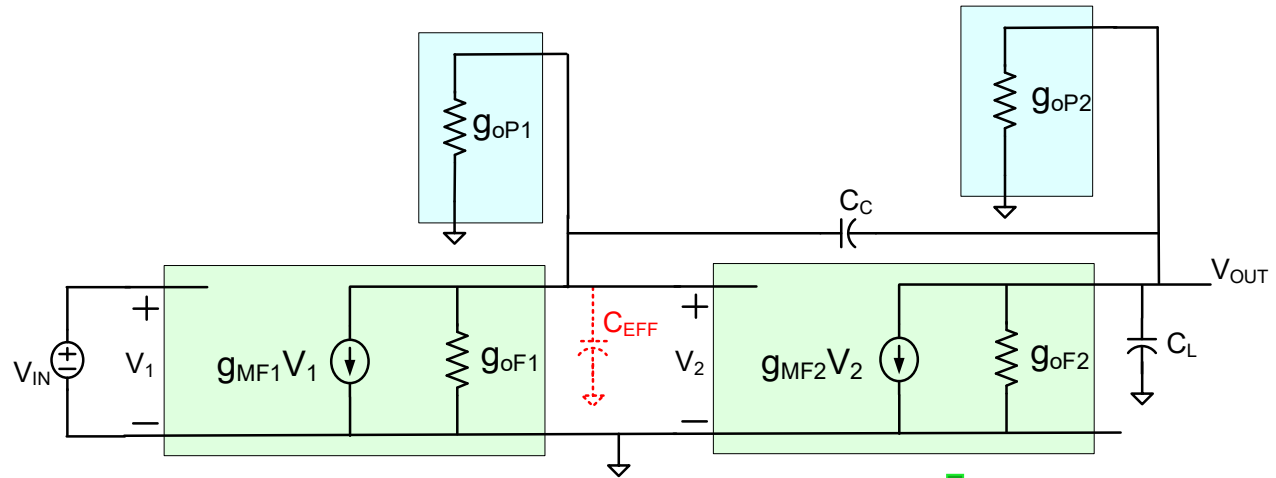 g_oP1
g_oP2
C_C
V_OUT
V_IN
+
V_1
−
g_MF1V_1
g_oF1
C_EFF
+
V_2
−
g_MF2V_2
g_oF2
C_L